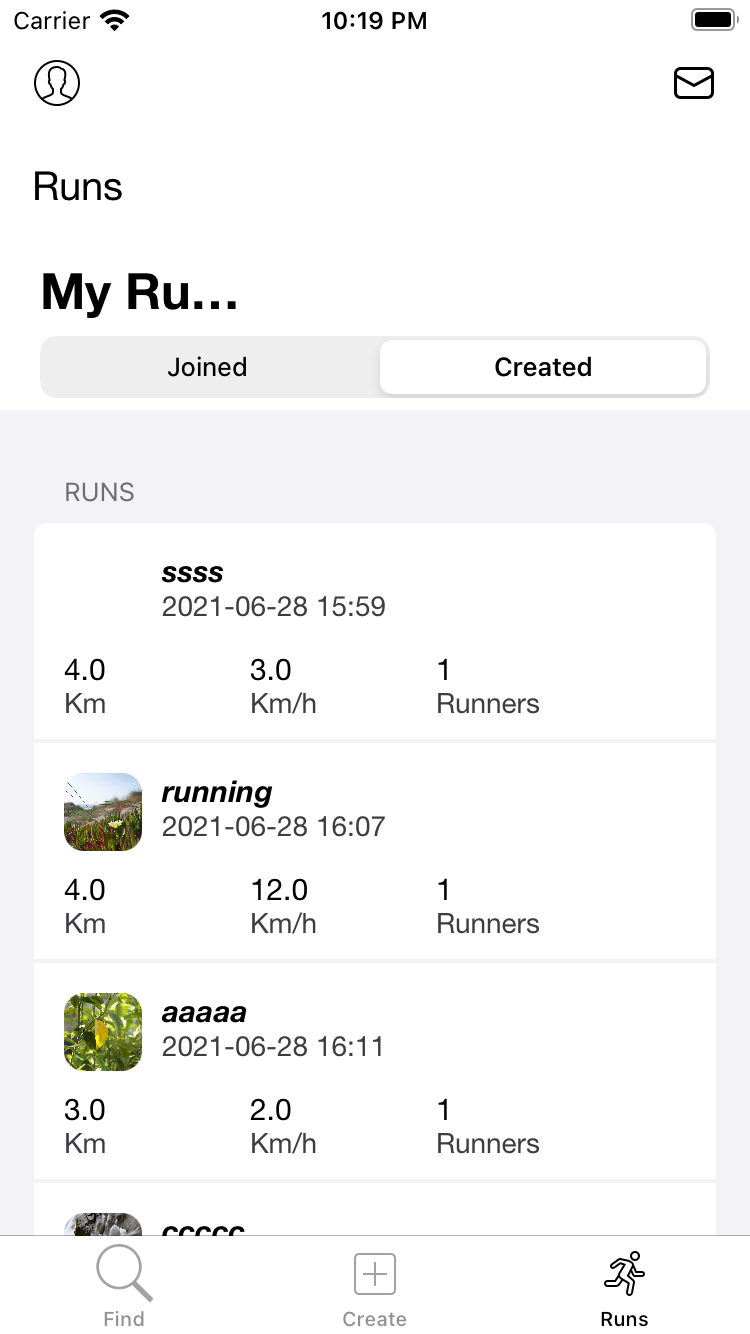 Carrier 10:19 PM
Runs
My Ru...
Joined Created
RUNS
ssss
2021-06-28 15:59
4.0 3.0 1
Km Km/h Runners
running
2021-06-28 16:07
4.0 12.0 1
Km Km/h Runners
aaaaa
2021-06-28 16:11
3.0 2.0 1
Km Km/h Runners
ccccc
Find Create Runs